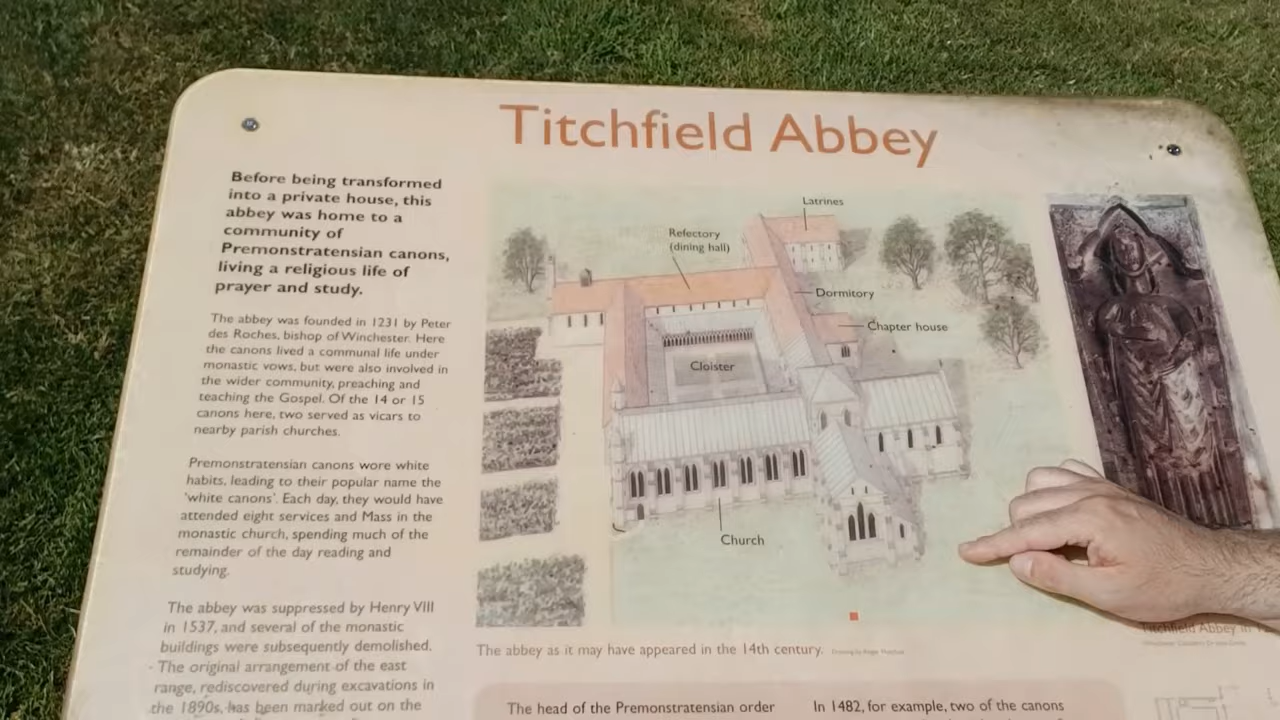 Titchfield Abbey
Before being transformed
into a private house, this
abbey was home to a
community of
Premonstratensian canons,
living a religious life of
prayer and study.
The abbey was founded in 1231 by Peter
des Roches, bishop of Winchester. Here
the canons lived a communal life under
monastic vows, but were also involved in
the wider community, preaching and
teaching the Gospel. Of the 14 or 15
canons here, two served as vicars to
nearby parish churches.
Premonstratensian canons wore white
habits, leading to their popular name the
'white canons'. Each day, they would have
attended eight services and Mass in the
monastic church, spending much of the
remainder of the day reading and
studying.
The abbey was suppressed by Henry VIII
in 1537, and several of the monastic
buildings were subsequently demolished.
The original arrangement of the east
range, rediscovered during excavations in
the 1890s, has been marked out on the
Latrines
Refectory
(dining hall)
Dormitory
Chapter house
Cloister
Church
The abbey as it may have appeared in the 14th century.
Titchfield Abbey
The head of the Premonstratensian order
In 1482, for example, two of the canons